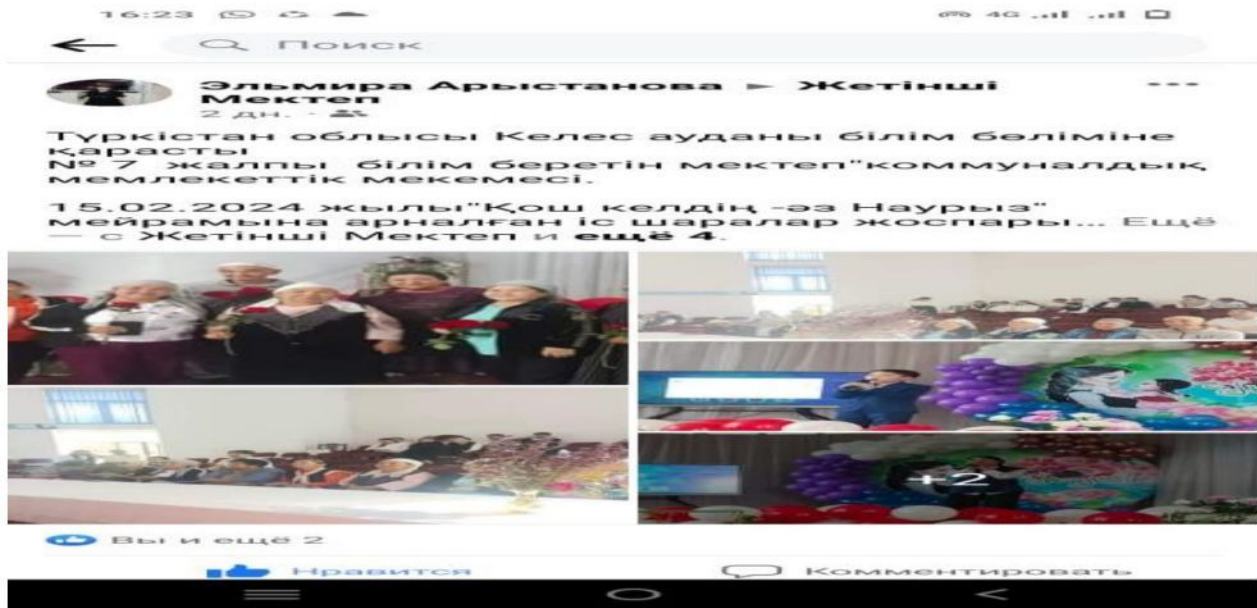 16:23 4G
Поиск
Эльмира Арыстанова ► Жетінші
Мектеп
2 дн. ·
Түркістан облысы Келес ауданы білім бөліміне
қарасты
№ 7 жалпы білім беретін мектеп"коммуналдық
мемлекеттік мекемесі.
15.02.2024 жылы"Қош келдің -әз Наурыз"
мейрамына арналған іс шаралар жоспары... Ещё
— с Жетінші Мектеп и ещё 4.
+2
Вы и ещё 2
Нравится
Комментировать